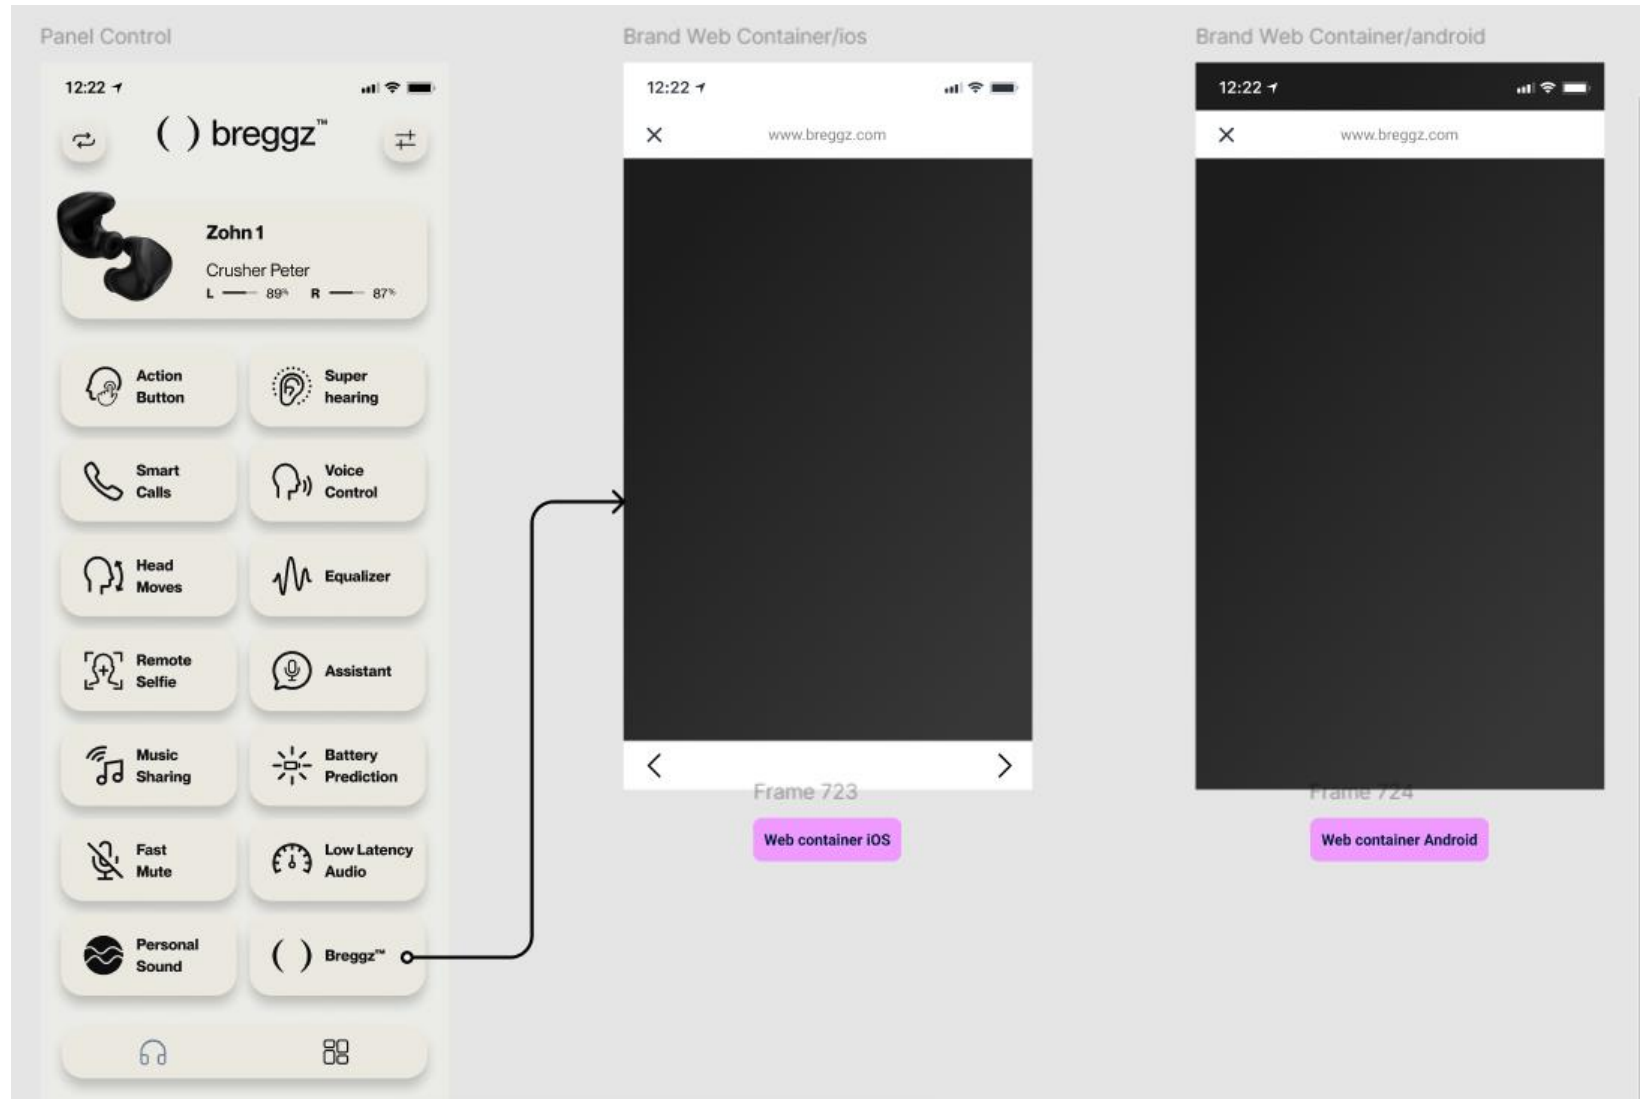 Panel Control
12:22
( ) breggz™
Zohn 1
Crusher Peter
L 89% R 87%
Action
Button
Super
hearing
Smart
Calls
Voice
Control
Head
Moves
Equalizer
Remote
Selfie
Assistant
Music
Sharing
Battery
Prediction
Fast
Mute
Low Latency
Audio
Personal
Sound
( ) Breggz™
Brand Web Container/ios
12:22
www.breggz.com
Frame 723
Web container iOS
Brand Web Container/android
12:22
www.breggz.com
Frame 724
Web container Android